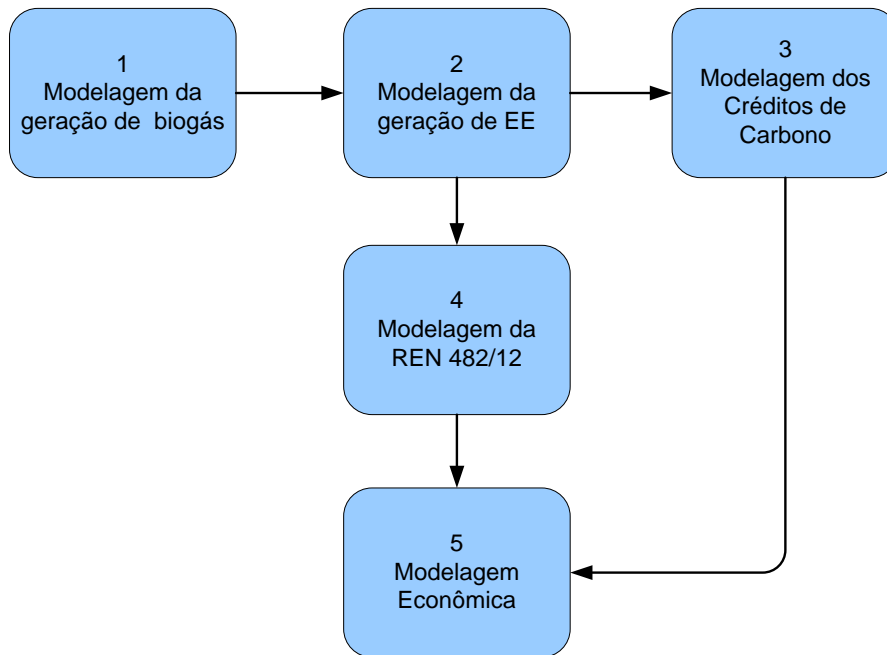 1
Modelagem da
geração de biogás
2
Modelagem da
geração de EE
3
Modelagem dos
Créditos de
Carbono
4
Modelagem da
REN 482/12
5
Modelagem
Econômica